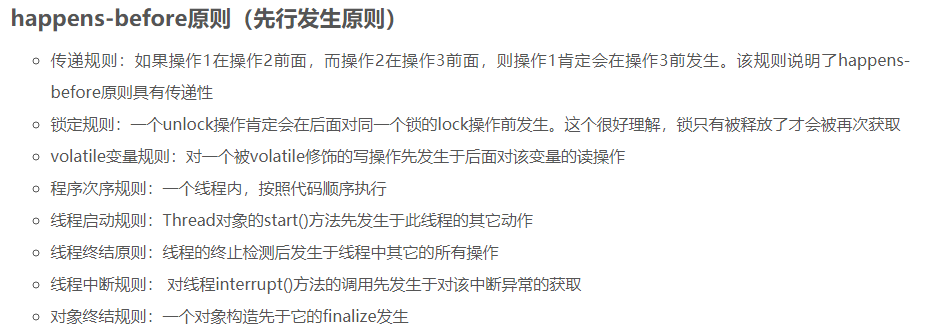 happens-before原则（先行发生原则）
传递规则：如果操作1在操作2前面，而操作2在操作3前面，则操作1肯定会在操作3前发生。该规则说明了happens-
before原则具有传递性
锁定规则：一个unlock操作肯定会在后面对同一个锁的lock操作前发生。这个很好理解，锁只有被释放了才会被再次获取
volatile变量规则：对一个被volatile修饰的写操作先发生于后面对该变量的读操作
程序次序规则：一个线程内，按照代码顺序执行
线程启动规则：Thread对象的start()方法先发生于此线程的其它动作
线程终结原则：线程的终止检测后发生于线程中其它的所有操作
线程中断规则： 对线程interrupt()方法的调用先发生于对该中断异常的获取
对象终结规则：一个对象构造先于它的finalize发生